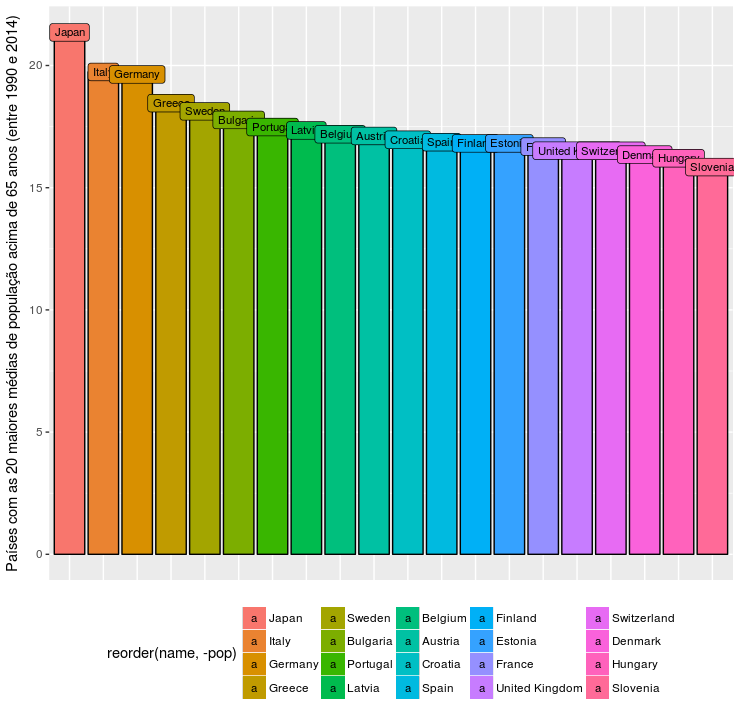 Países com as 20 maiores médias de população acima de 65 anos (entre 1990 e 2014)
20
15
10
5
0
Japan
Italy
Germany
Greece
Sweden
Bulgaria
Portugal
Latvia
Belgium
Austria
Croatia
Spain
Finland
Estonia
F
United K
Switzer
Denma
Hungary
Slovenia
reorder(name, -pop)
a Japan a Sweden a Belgium a Finland a Switzerland
a Italy a Bulgaria a Austria a Estonia a Denmark
a Germany a Portugal a Croatia a France a Hungary
a Greece a Latvia a Spain a United Kingdom a Slovenia